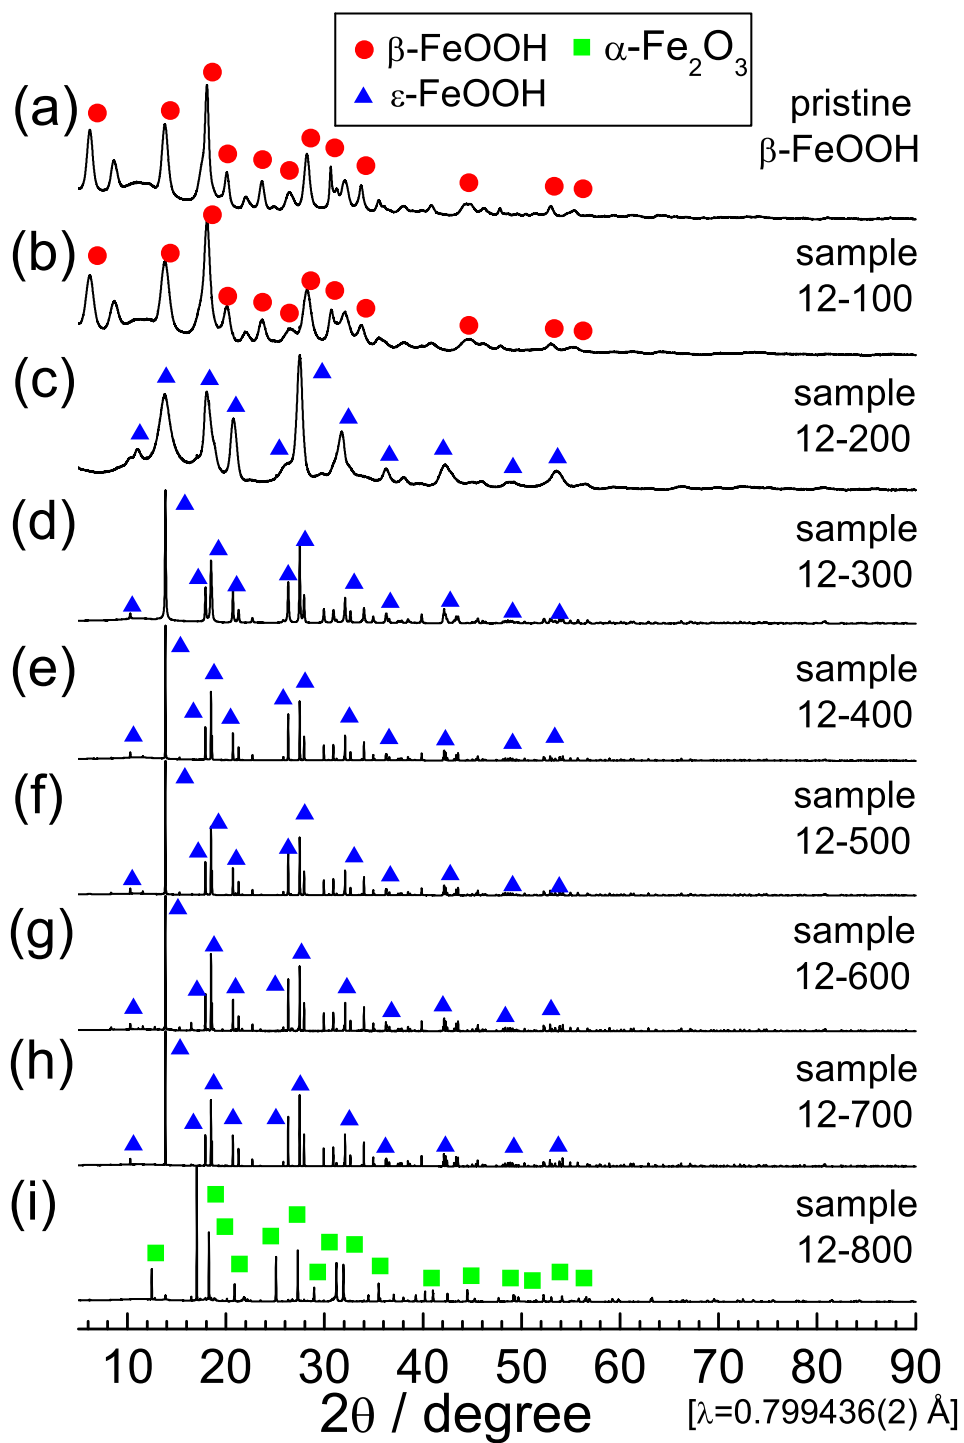 β-FeOOH α-Fe₂O₃
ε-FeOOH
(a) pristine
β-FeOOH
(b) sample
12-100
(c) sample
12-200
(d) sample
12-300
(e) sample
12-400
(f) sample
12-500
(g) sample
12-600
(h) sample
12-700
(i) sample
12-800
10 20 30 40 50 60 70 80 90
2θ / degree [λ=0.799436(2) Å]